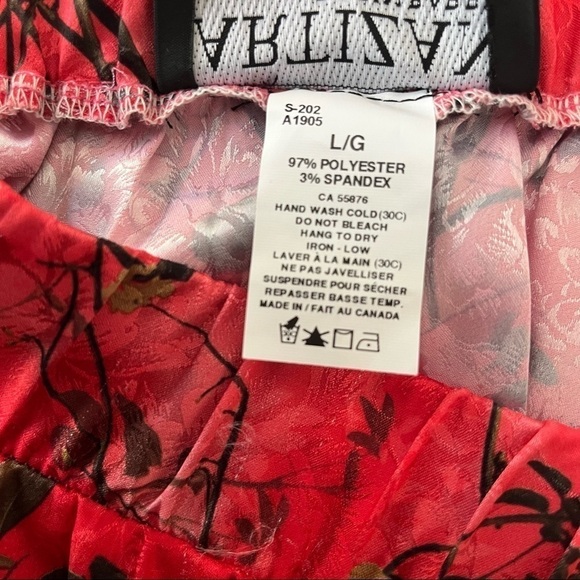 ARTIZAN
S-202
A1905
L/G
97% POLYESTER
3% SPANDEX
CA 55876
HAND WASH COLD (30C)
DO NOT BLEACH
HANG TO DRY
IRON - LOW
LAVER À LA MAIN (30C)
NE PAS JAVELLISER
SUSPENDRE POUR SÉCHER
REPASSER BASSE TEMP.
MADE IN / FAIT AU CANADA